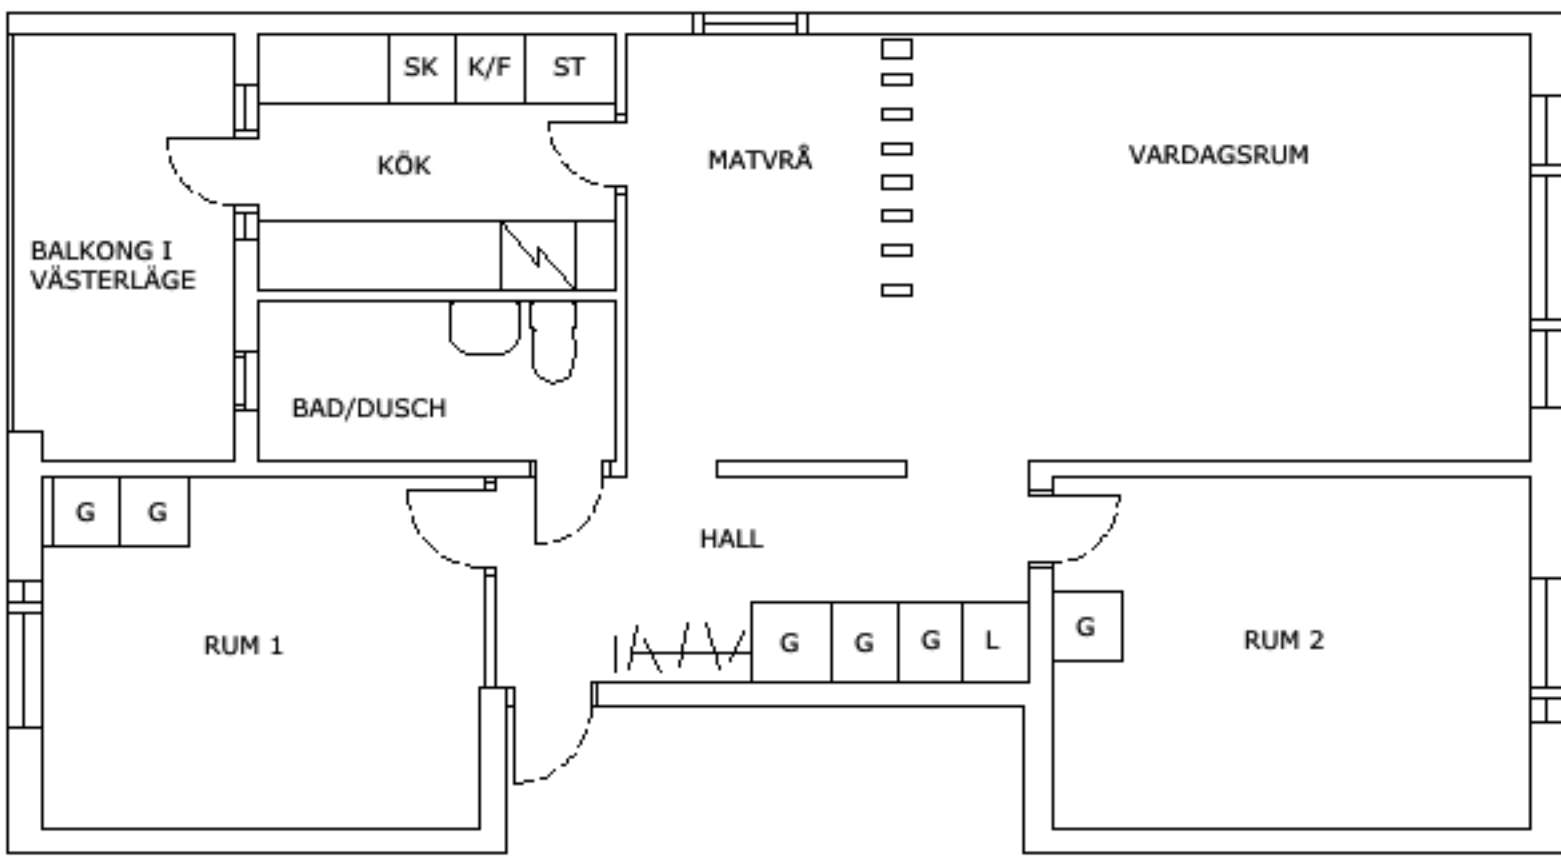 SK K/F ST
KÖK
MATVRÅ
VARDAGSRUM
BALKONG I
VÄSTERLÄGE
BAD/DUSCH
G G
HALL
RUM 1
G G G L
G
RUM 2